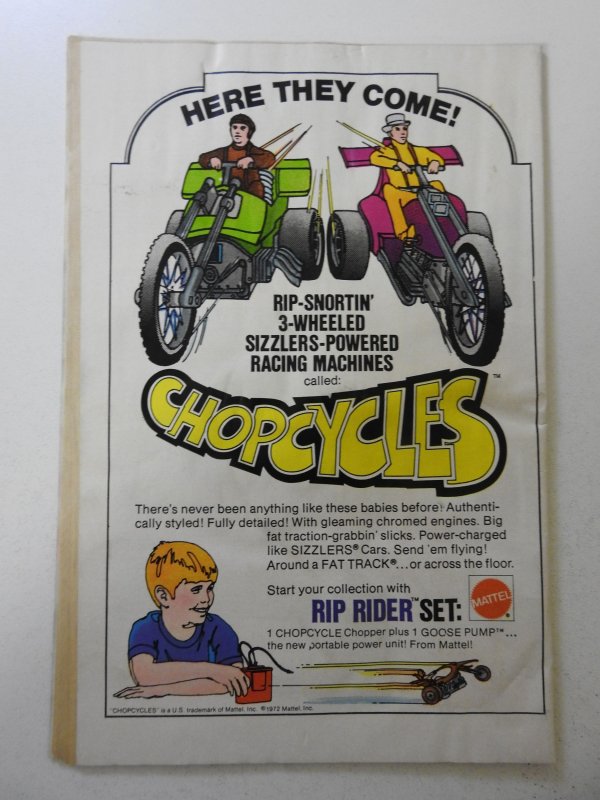 HERE THEY COME!
RIP-SNORTIN'
3-WHEELED
SIZZLERS-POWERED
RACING MACHINES
called:
CHOPCYCLES™
There's never been anything like these babies before! Authenti-
cally styled! Fully detailed! With gleaming chromed engines. Big
fat traction-grabbin' slicks. Power-charged
like SIZZLERS® Cars. Send 'em flying!
Around a FAT TRACK®...or across the floor.
Start your collection with
RIP RIDER™ SET:
MATTEL®
1 CHOPCYCLE Chopper plus 1 GOOSE PUMP™...
the new portable power unit! From Mattel!
"CHOPCYCLES" is a U.S. trademark of Mattel, Inc. ©1972 Mattel, Inc.